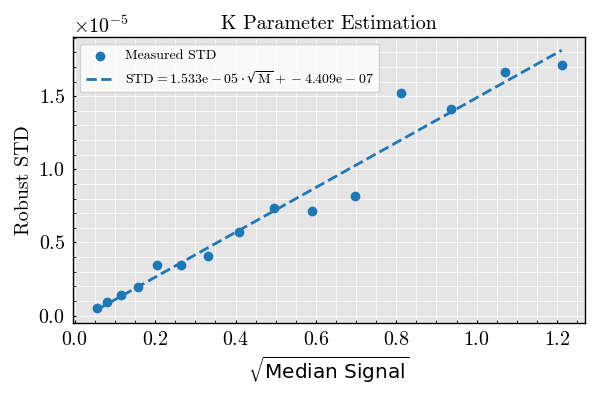 K Parameter Estimation
×10⁻⁵
Measured STD
STD = 1.533e − 05 · √M + −4.409e − 07
Robust STD
1.5
1.0
0.5
0.0
0.0 0.2 0.4 0.6 0.8 1.0 1.2
√Median Signal